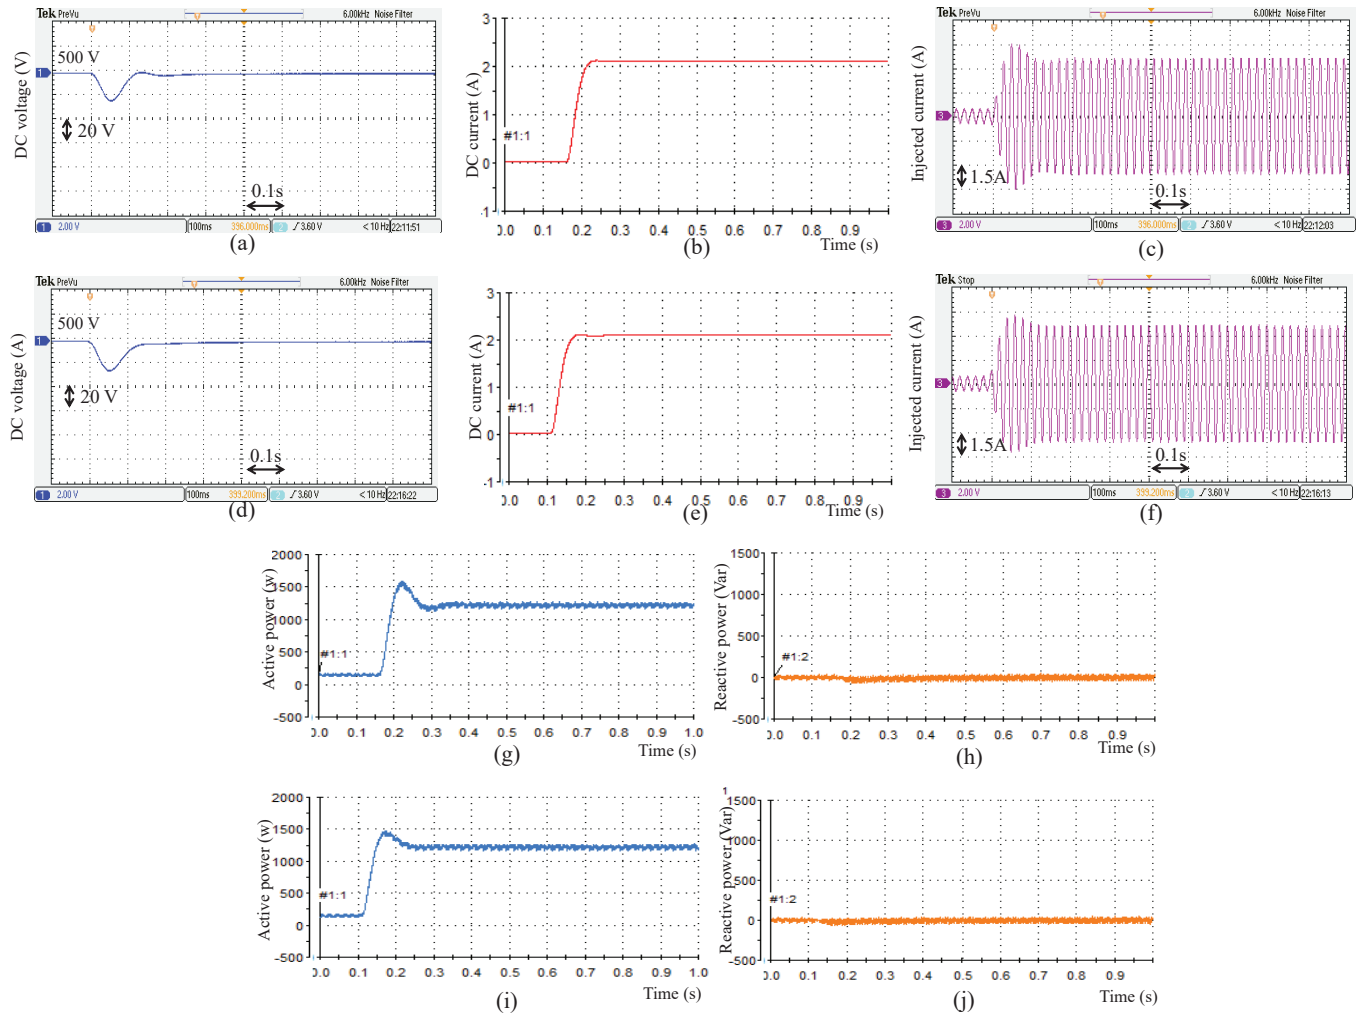 Tek PreVu 6.00kHz Noise Filter
DC voltage (V)
500 V
1
20 V
0.1s
1 2.00 V 100ms 396.000ms 2 3.60 V < 10 Hz 22:11:51
(a)
DC current (A)
3
2
1
0
-1
#1:1
0.0 0.1 0.2 0.3 0.4 0.5 0.6 0.7 0.8 0.9
Time (s)
(b)
Tek PreVu 6.00kHz Noise Filter
Injected current (A)
3
1.5A
0.1s
3 2.00 V 100ms 396.000ms 2 3.60 V < 10 Hz 22:12:03
(c)
Tek PreVu 6.00kHz Noise Filter
DC voltage (A)
500 V
1
20 V
0.1s
1 2.00 V 100ms 399.200ms 2 3.60 V < 10 Hz 22:16:22
(d)
DC current (A)
3
2
1
0
-1
#1:1
0.0 0.1 0.2 0.3 0.4 0.5 0.6 0.7 0.8 0.9
Time (s)
(e)
Tek Stop 6.00kHz Noise Filter
Injected current (A)
3
1.5A
0.1s
3 2.00 V 100ms 399.200ms 2 3.60 V < 10 Hz 22:16:13
(f)
Active power (w)
2000
1500
1000
500
0
-500
#1:1
0.0 0.1 0.2 0.3 0.4 0.5 0.6 0.7 0.8 0.9 1.0
Time (s)
(g)
Reactive power (Var)
1500
1000
500
0
-500
#1:2
0.0 0.1 0.2 0.3 0.4 0.5 0.6 0.7 0.8 0.9
Time (s)
(h)
Active power (w)
2000
1500
1000
500
0
-500
#1:1
0.0 0.1 0.2 0.3 0.4 0.5 0.6 0.7 0.8 0.9 1.0
Time (s)
(i)
Reactive power (Var)
1
1500
1000
500
0
-500
#1:2
0.0 0.1 0.2 0.3 0.4 0.5 0.6 0.7 0.8 0.9
Time (s)
(j)